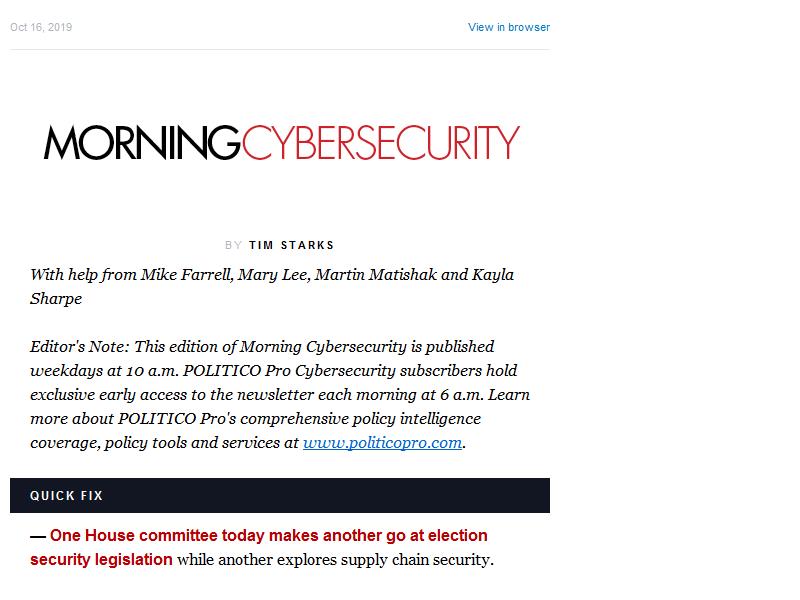 Oct 16, 2019
View in browser
MORNINGCYBERSECURITY
BY TIM STARKS
With help from Mike Farrell, Mary Lee, Martin Matishak and Kayla
Sharpe
Editor's Note: This edition of Morning Cybersecurity is published
weekdays at 10 a.m. POLITICO Pro Cybersecurity subscribers hold
exclusive early access to the newsletter each morning at 6 a.m. Learn
more about POLITICO Pro's comprehensive policy intelligence
coverage, policy tools and services at www.politicopro.com.
QUICK FIX
— One House committee today makes another go at election
security legislation while another explores supply chain security.